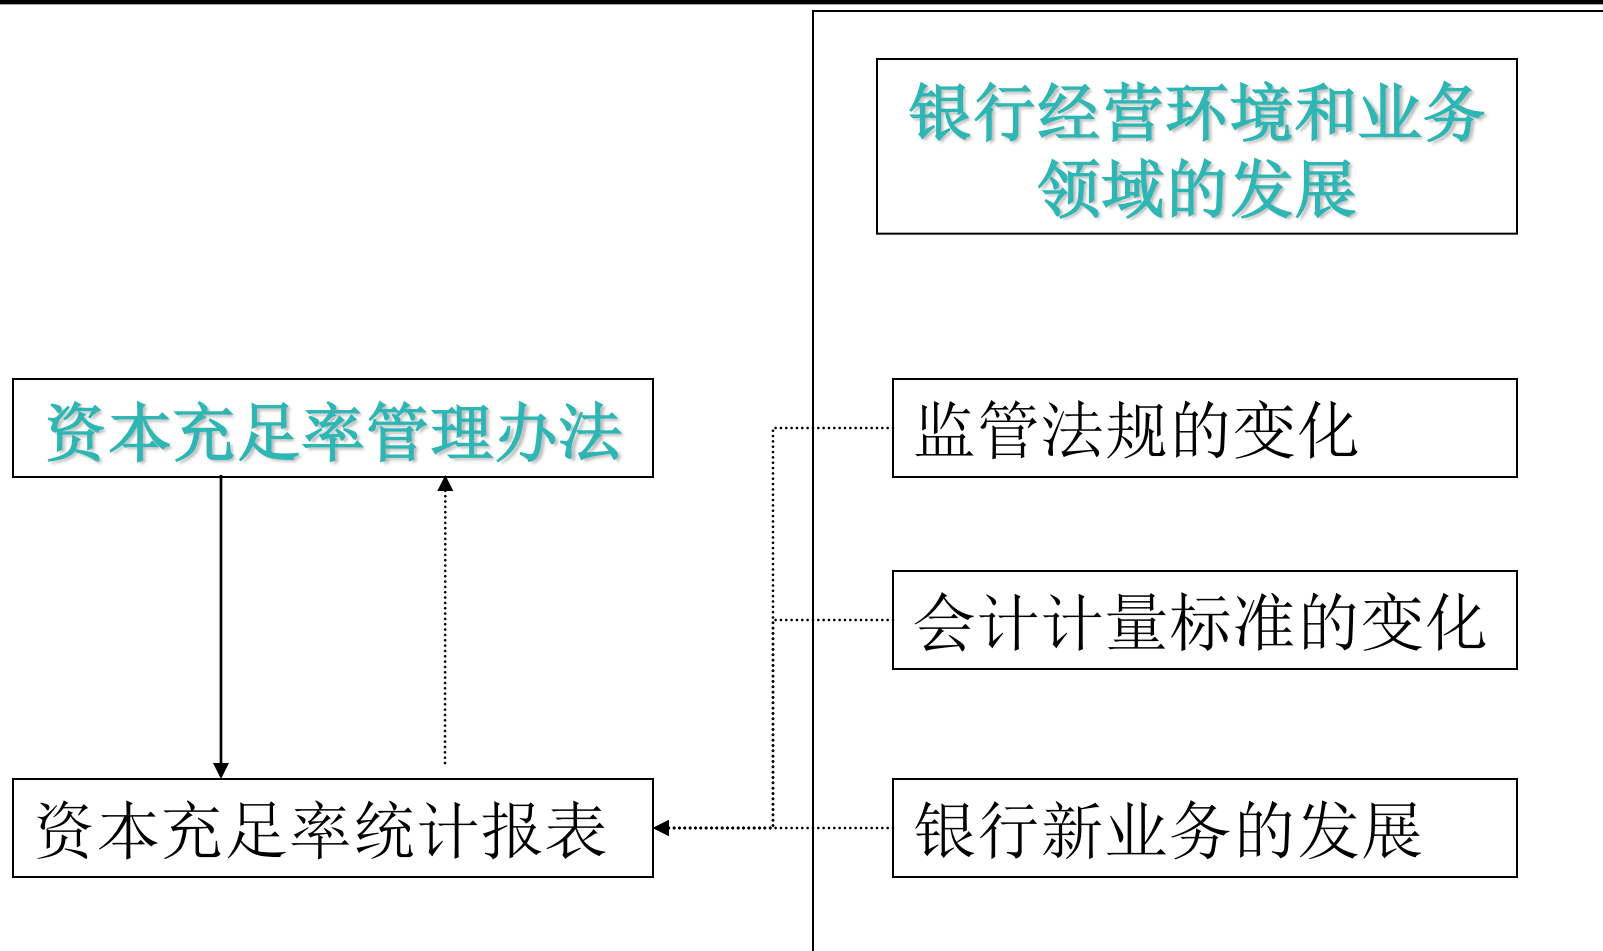 银行经营环境和业务
领域的发展
资本充足率管理办法
监管法规的变化
会计计量标准的变化
资本充足率统计报表
银行新业务的发展